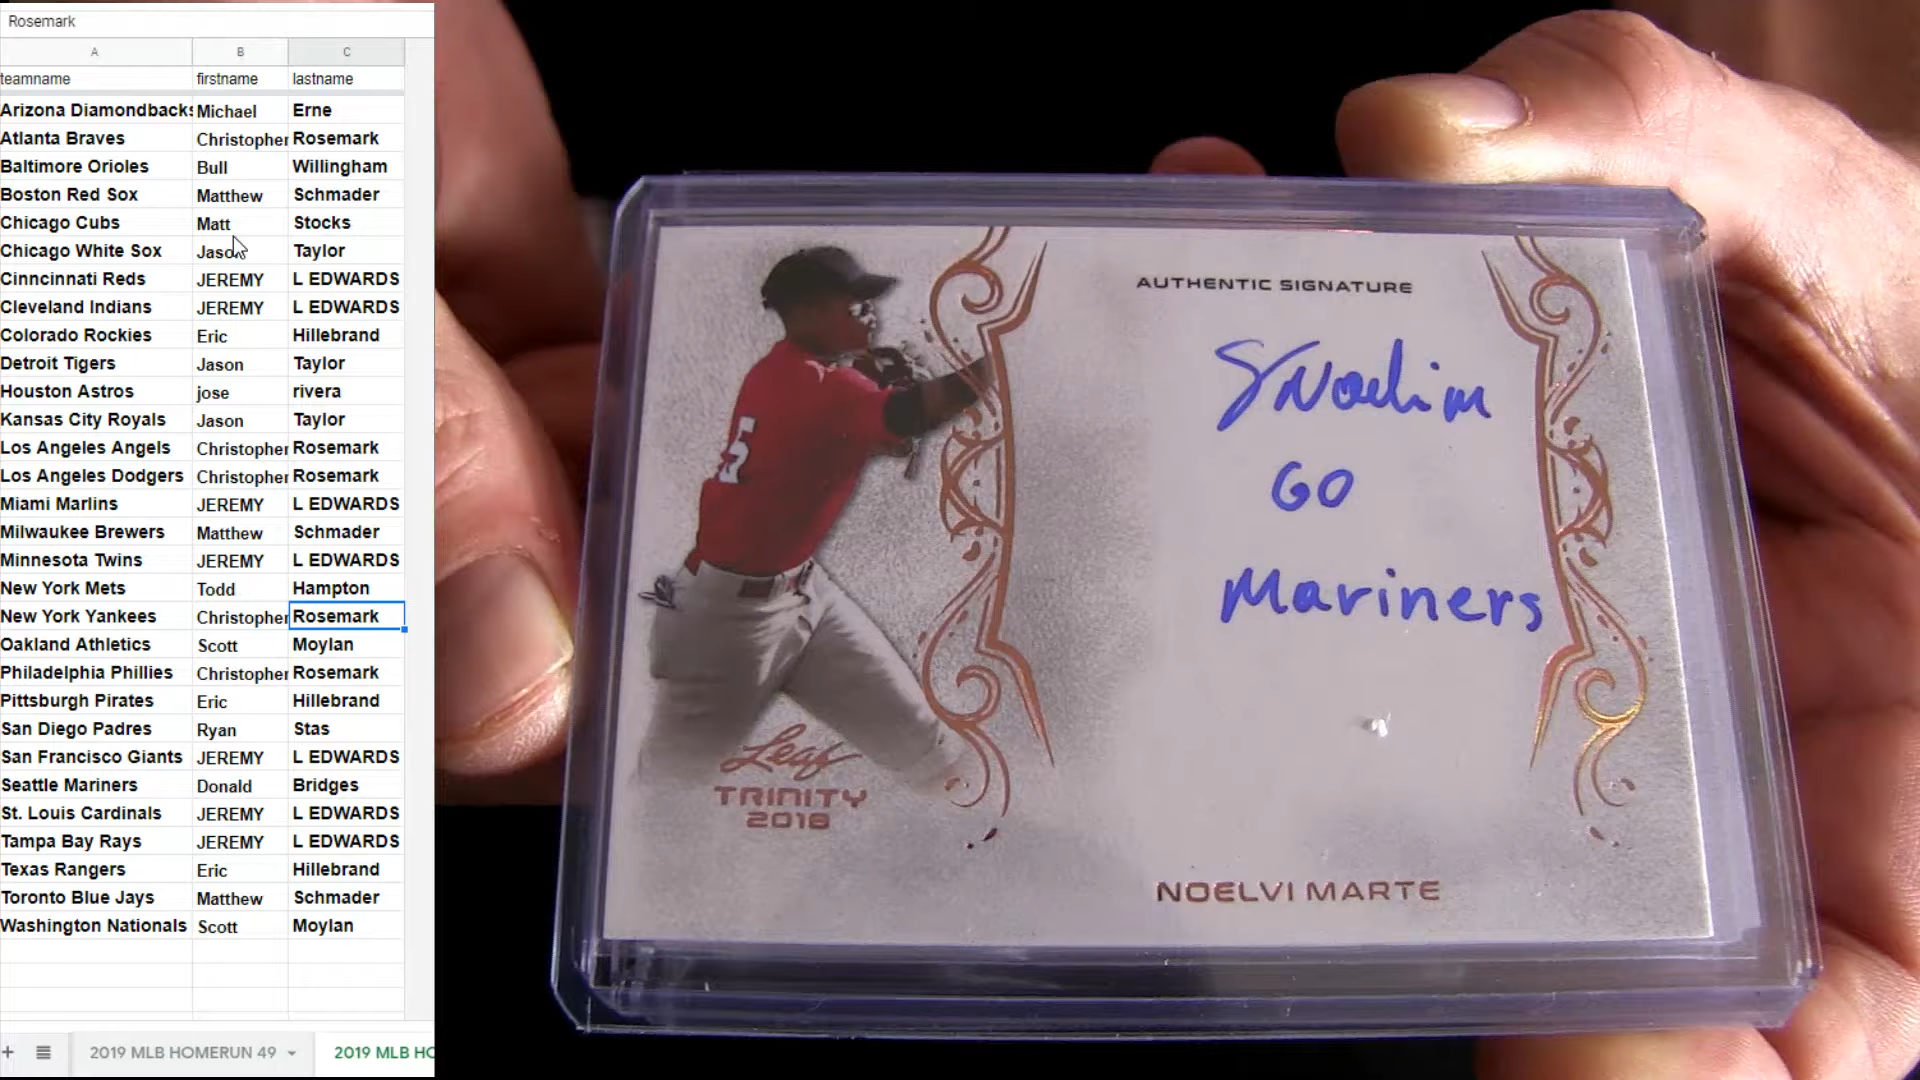 Rosemark
A B C
teamname firstname lastname
Arizona Diamondbacks Michael Erne
Atlanta Braves Christopher Rosemark
Baltimore Orioles Bull Willingham
Boston Red Sox Matthew Schmader
Chicago Cubs Matt Stocks
Chicago White Sox Jason Taylor
Cinncinnati Reds JEREMY L EDWARDS
Cleveland Indians JEREMY L EDWARDS
Colorado Rockies Eric Hillebrand
Detroit Tigers Jason Taylor
Houston Astros jose rivera
Kansas City Royals Jason Taylor
Los Angeles Angels Christopher Rosemark
Los Angeles Dodgers Christopher Rosemark
Miami Marlins JEREMY L EDWARDS
Milwaukee Brewers Matthew Schmader
Minnesota Twins JEREMY L EDWARDS
New York Mets Todd Hampton
New York Yankees Christopher Rosemark
Oakland Athletics Scott Moylan
Philadelphia Phillies Christopher Rosemark
Pittsburgh Pirates Eric Hillebrand
San Diego Padres Ryan Stas
San Francisco Giants JEREMY L EDWARDS
Seattle Mariners Donald Bridges
St. Louis Cardinals JEREMY L EDWARDS
Tampa Bay Rays JEREMY L EDWARDS
Texas Rangers Eric Hillebrand
Toronto Blue Jays Matthew Schmader
Washington Nationals Scott Moylan
2019 MLB HOMERUN 49 2019 MLB HO
AUTHENTIC SIGNATURE
GO
Mariners
5
Leaf
TRINITY
2018
NOELVI MARTE